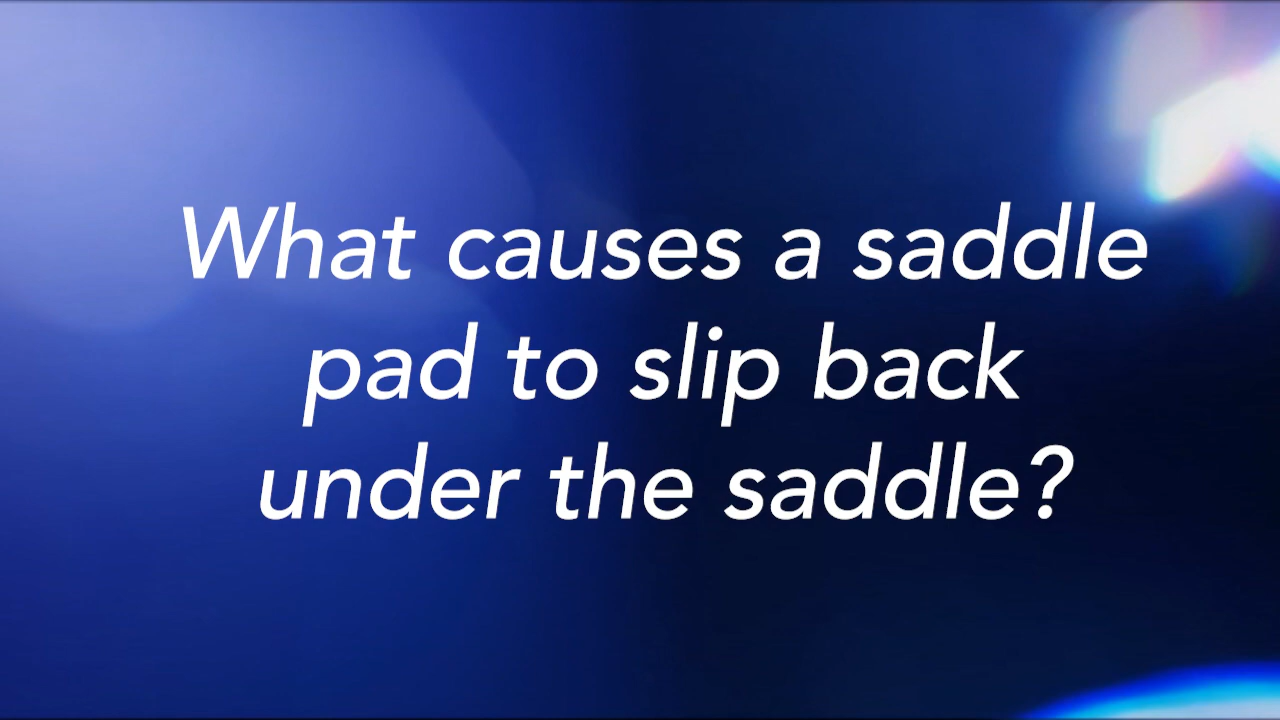 What causes a saddle
pad to slip back
under the saddle?